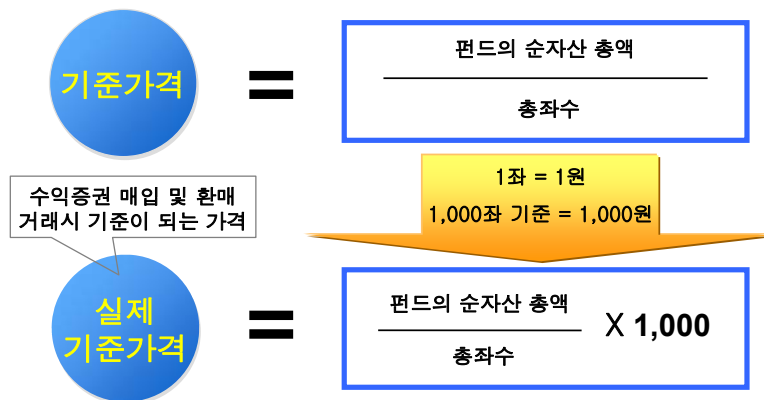 기준가격
=
펀드의 순자산 총액
총좌수
1좌 = 1원
1,000좌 기준 = 1,000원
수익증권 매입 및 환매
거래시 기준이 되는 가격
실제
기준가격
=
펀드의 순자산 총액
총좌수
X 1,000